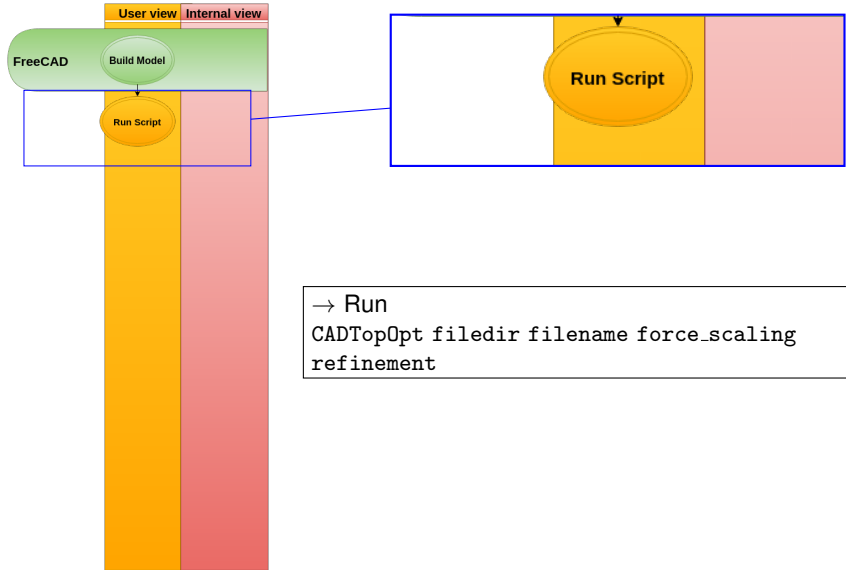 User view Internal view
FreeCAD Build Model
Run Script
Run Script
→ Run
CADTopOpt filedir filename force_scaling
refinement